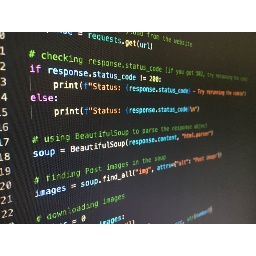 requests.get(url)
# checking response.status_code (if you get 502, try rerunning the code)
if response.status_code != 200:
print(f"Status: {response.status_code} — Try rerunning the code\n")
else:
print(f"Status: {response.status_code}\n")
# using BeautifulSoup to parse the response object
soup = BeautifulSoup(response.content, "html.parser")
# finding Post images in the soup
images = soup.find_all("img", attrs={"alt": "Post image"})
# downloading images